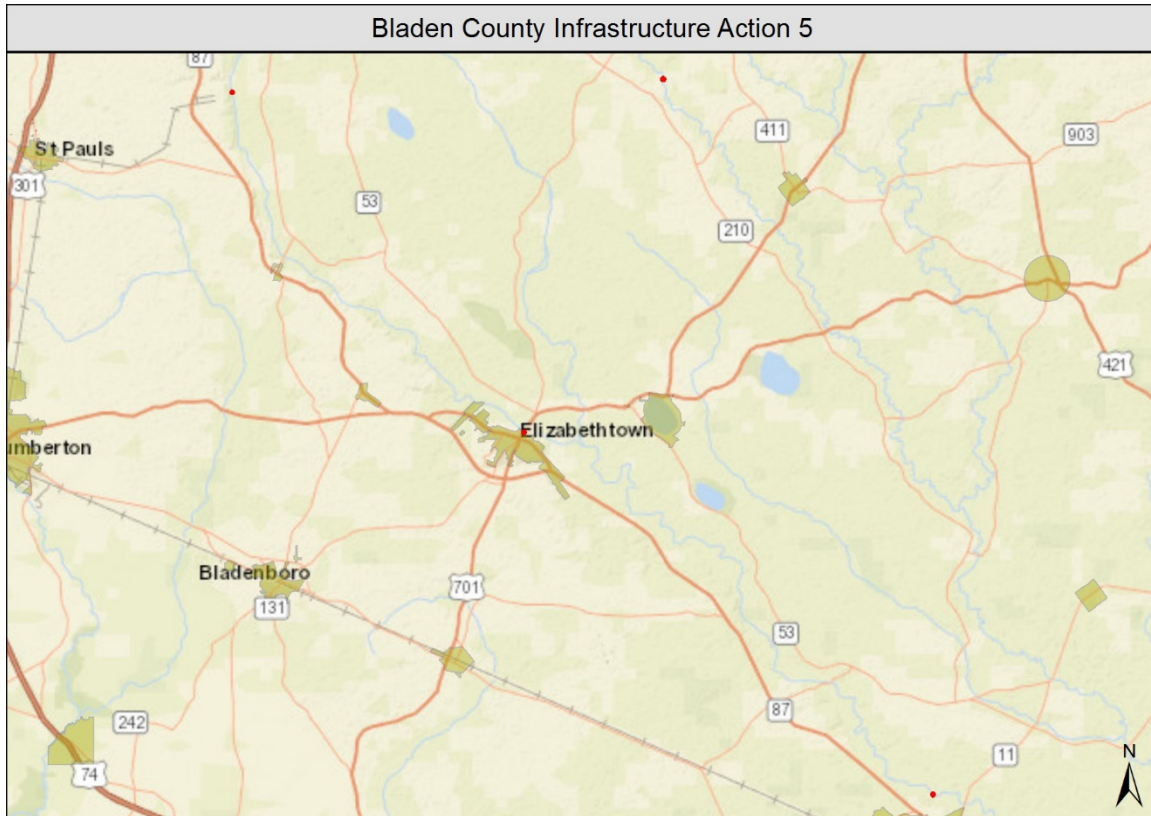 Bladen County Infrastructure Action 5
87
411
903
St Pauls
301
53
210
421
Elizabethtown
umberton
Bladenboro
131
701
53
87
242
11
74
N